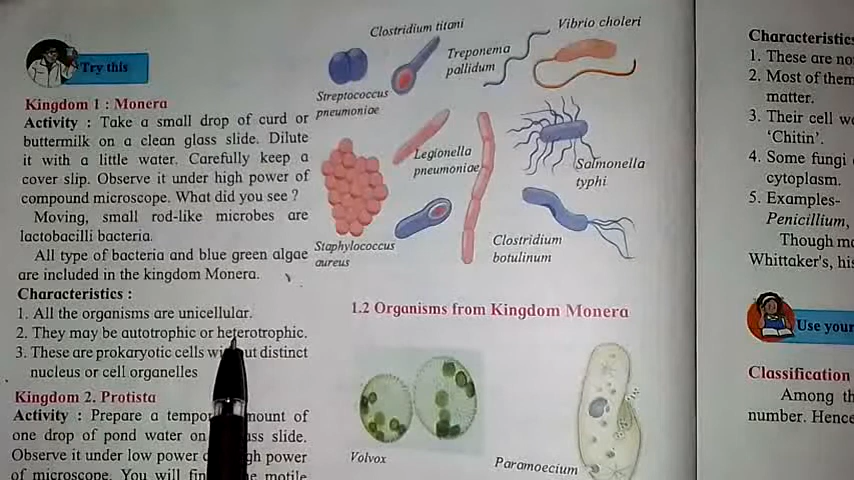 Try this
Kingdom 1 : Monera
Activity : Take a small drop of curd or
buttermilk on a clean glass slide. Dilute
it with a little water. Carefully keep a
cover slip. Observe it under high power of
compound microscope. What did you see ?
Moving, small rod-like microbes are
lactobacilli bacteria.
All type of bacteria and blue green algae
are included in the kingdom Monera.
Characteristics :
1. All the organisms are unicellular.
2. They may be autotrophic or heterotrophic.
3. These are prokaryotic cells distinct
nucleus or cell organelles
Kingdom 2. Protista
Activity : Prepare a of
one drop of pond water on slide.
Observe it under low power power
of microscope. You will motile
Clostridium titani
Vibrio choleri
Treponema
pallidum
Streptococcus
pneumoniae
Legionella
pneumoniae
Salmonella
typhi
Staphylococcus
aureus
Clostridium
botulinum
1.2 Organisms from Kingdom Monera
Volvox
Paramoecium
Characteristics
1. These are no
2. Most of them
matter.
3. Their cell
'Chitin'.
4. Some fungi
cytoplasm.
5. Examples-
Penicillium,
Though
Whittaker's, his
Use your
Classification
Among
number. Hence